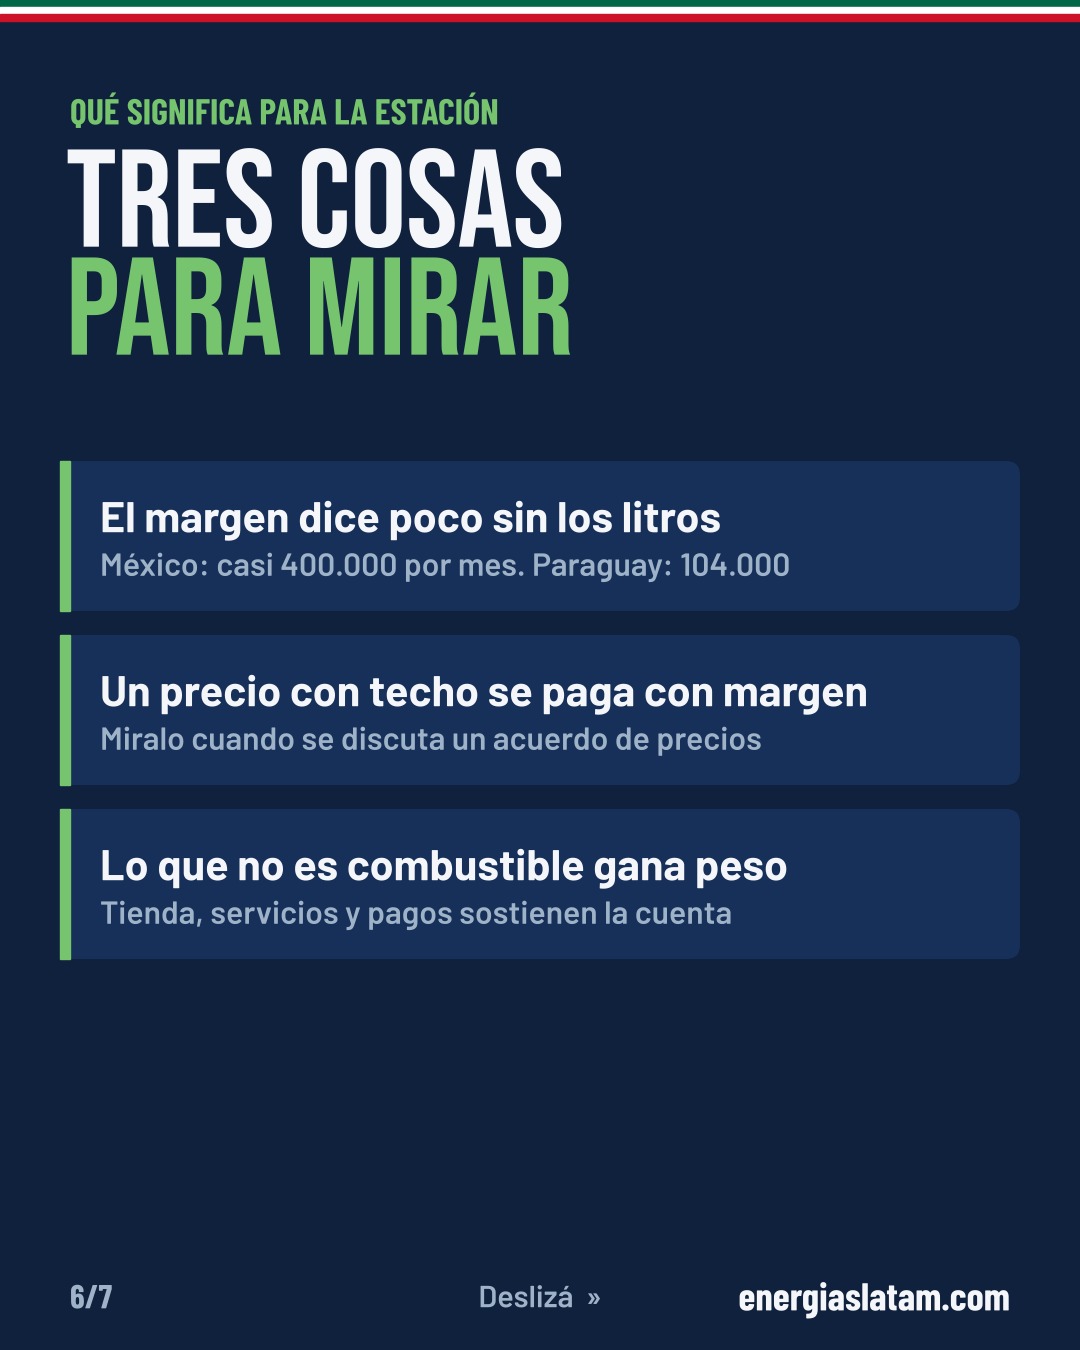 QUÉ SIGNIFICA PARA LA ESTACIÓN
TRES COSAS
PARA MIRAR
El margen dice poco sin los litros
México: casi 400.000 por mes. Paraguay: 104.000
Un precio con techo se paga con margen
Miralo cuando se discuta un acuerdo de precios
Lo que no es combustible gana peso
Tienda, servicios y pagos sostienen la cuenta
6/7
Deslizá »
energiaslatam.com